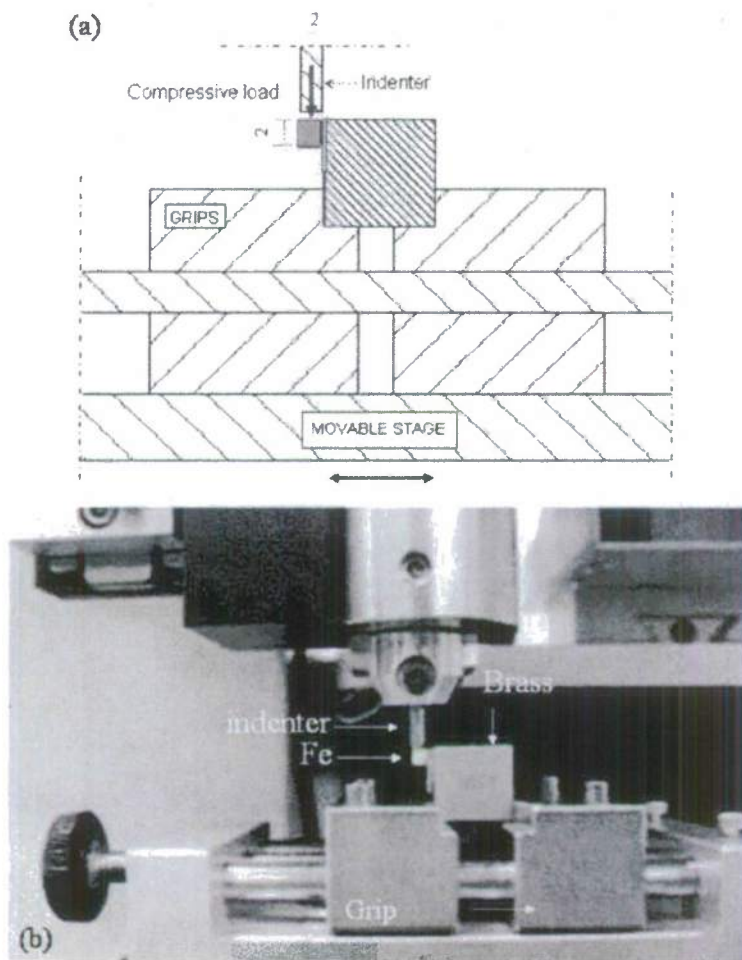 (a)
2
Compressive load
Indenter
2
GRIPS
MOVABLE STAGE
Brass
indenter
Fe
Grip
(b)